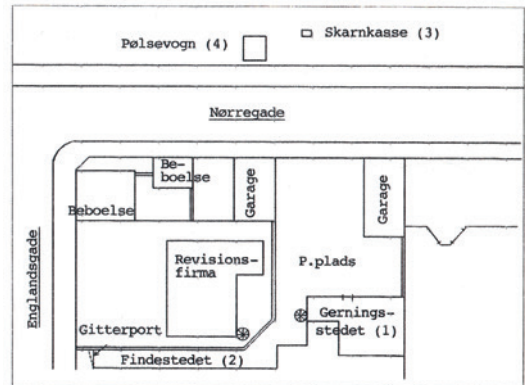 Skarnkasse (3)
Pølsevogn (4)
Nørregade
Be-
boelse
Beboelse
Garage
Garage
Englandsgade
Revisions-
firma
P.plads
Gernings-
stedet (1)
Gitterport
Findestedet (2)